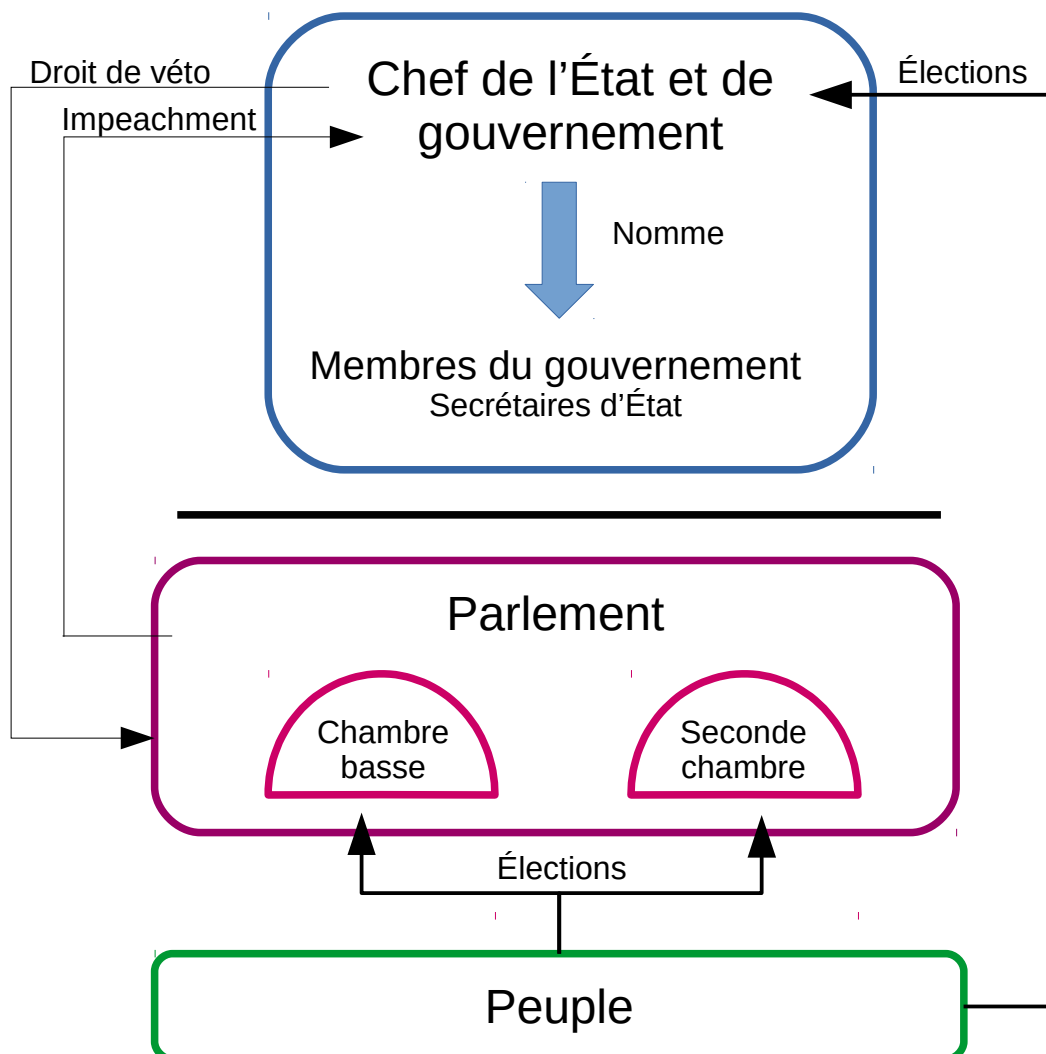 Droit de véto
Impeachment
Chef de l’État et de
gouvernement
Élections
Nomme
Membres du gouvernement
Secrétaires d’État
Parlement
Chambre
basse
Seconde
chambre
Élections
Peuple